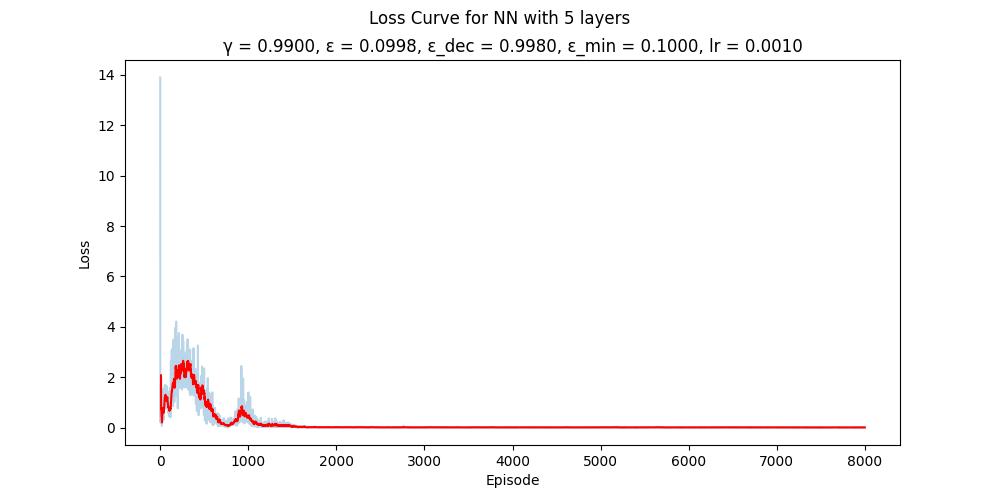 Loss Curve for NN with 5 layers
γ = 0.9900, ε = 0.0998, ε_dec = 0.9980, ε_min = 0.1000, lr = 0.0010
14
12
10
8
6
4
2
0
Loss
0 1000 2000 3000 4000 5000 6000 7000 8000
Episode